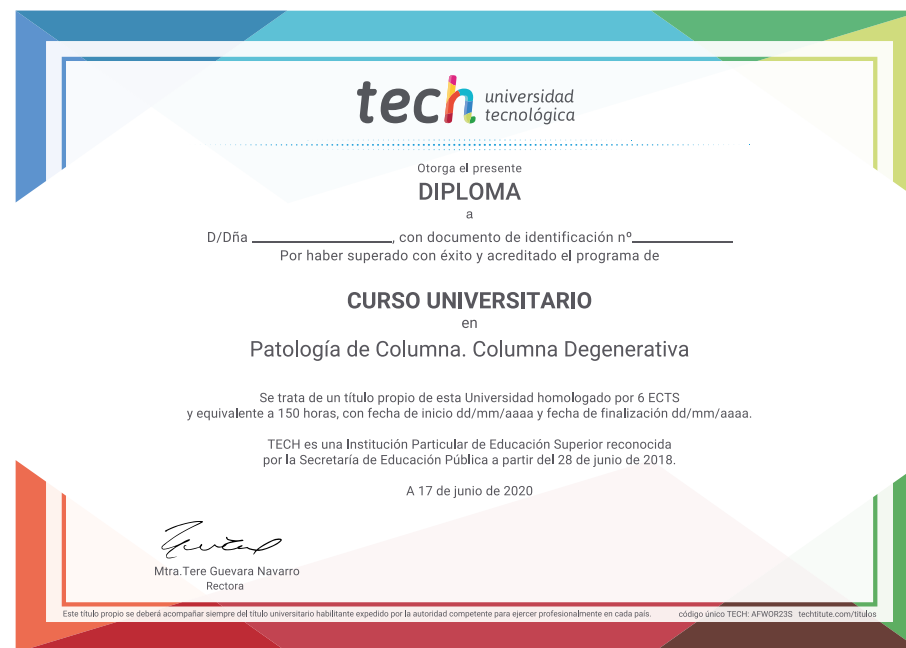 tech universidad
tecnológica
Otorga el presente
DIPLOMA
a
D/Dña ____________________, con documento de identificación nº______________
Por haber superado con éxito y acreditado el programa de
CURSO UNIVERSITARIO
en
Patología de Columna. Columna Degenerativa
Se trata de un título propio de esta Universidad homologado por 6 ECTS
y equivalente a 150 horas, con fecha de inicio dd/mm/aaaa y fecha de finalización dd/mm/aaaa.
TECH es una Institución Particular de Educación Superior reconocida
por la Secretaría de Educación Pública a partir del 28 de junio de 2018.
A 17 de junio de 2020
Mtra.Tere Guevara Navarro
Rectora
Este título propio se deberá acompañar siempre del título universitario habilitante expedido por la autoridad competente para ejercer profesionalmente en cada país. código único TECH: AFWOR23S techtitute.com/titulos